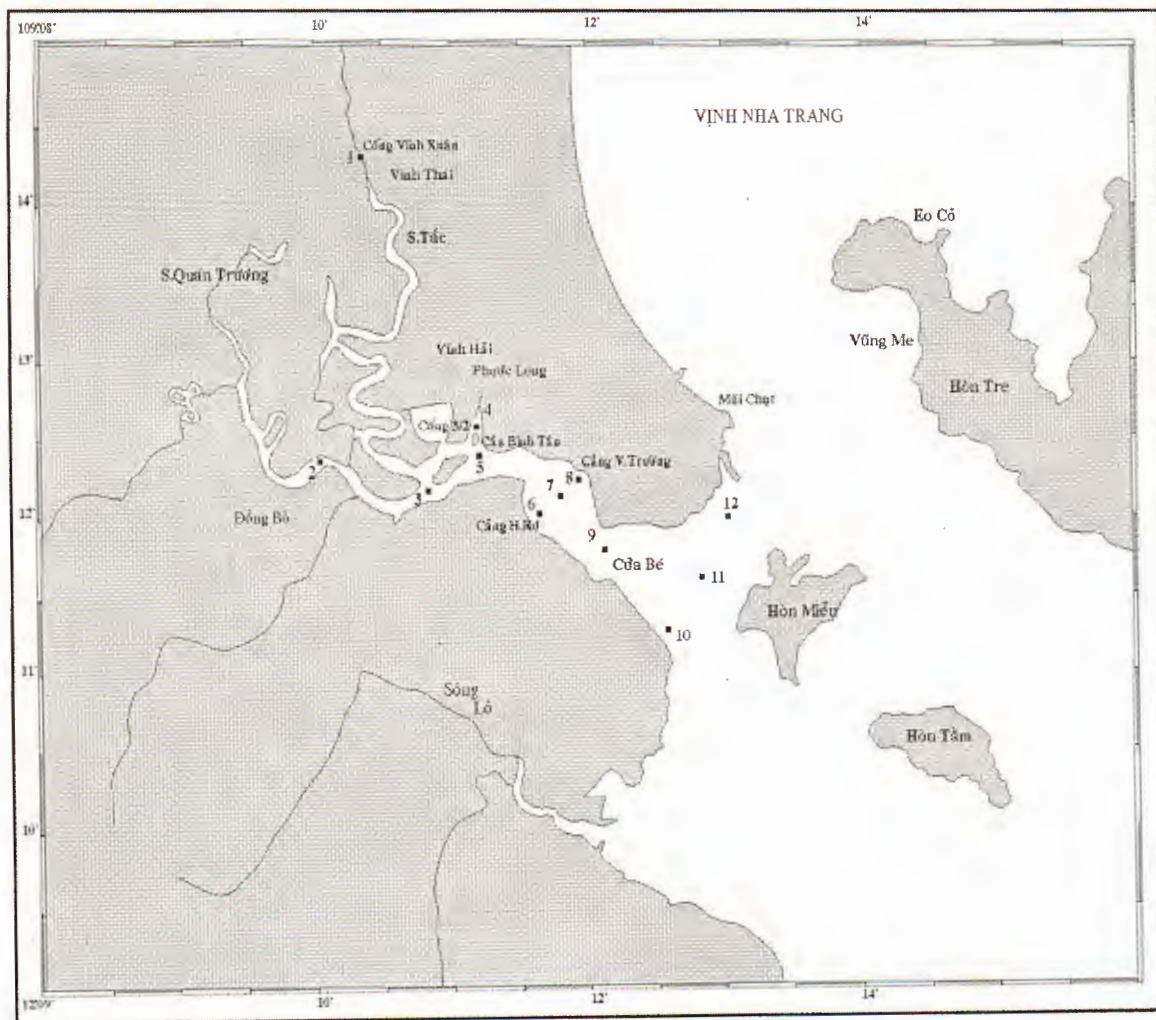 109°08'
10'
12'
14'
VỊNH NHA TRANG
Cống Vĩnh Xuân
1
Vĩnh Thái
14'
Eo Cỏ
S.Tắc
S.Quán Trường
Vũng Me
Vĩnh Hải
13'
Phước Long
Hòn Tre
Mũi Chụt
4
Cống
Cầu Bình Tân
5
Cảng V.Trường
2
8
7
3
6
12
12'
Đồng Bò
Cảng H.Rớ
9
Cửa Bé
11
Hòn Miễu
10
11'
Sông
Lô
Hòn Tằm
10'
12°09'
10'
12'
14'